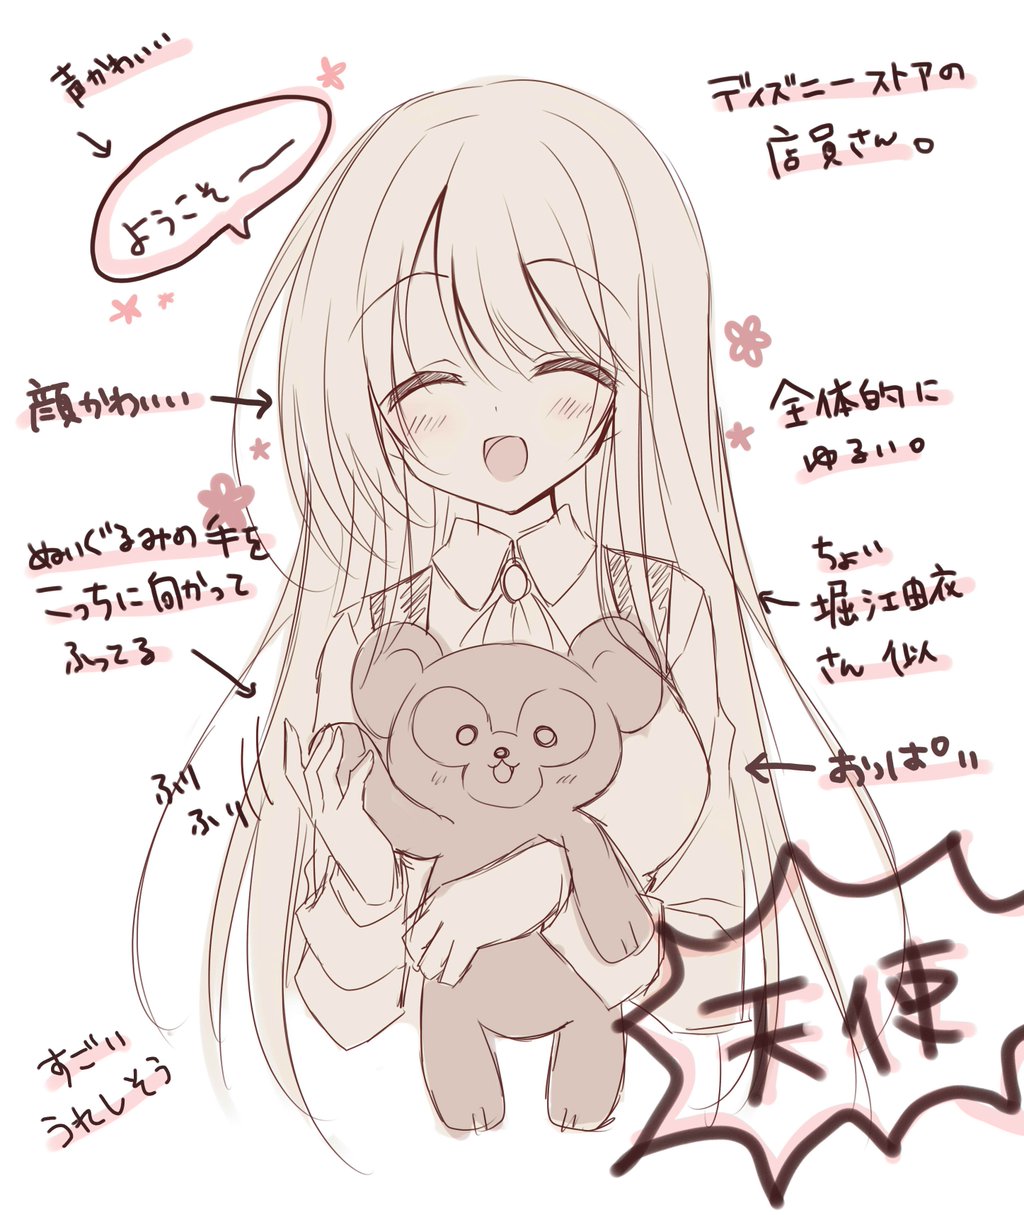 声かわいい
ようこそ〜
ディズニーストアの
店員さん。
顔かわいい
全体的に
ゆるい。
ぬいぐるみの手を
こっちに向かって
ふってる
ちょい
堀江由衣
さん似
ふり
ふり
おっぱい
天使
すごい
うれしそう